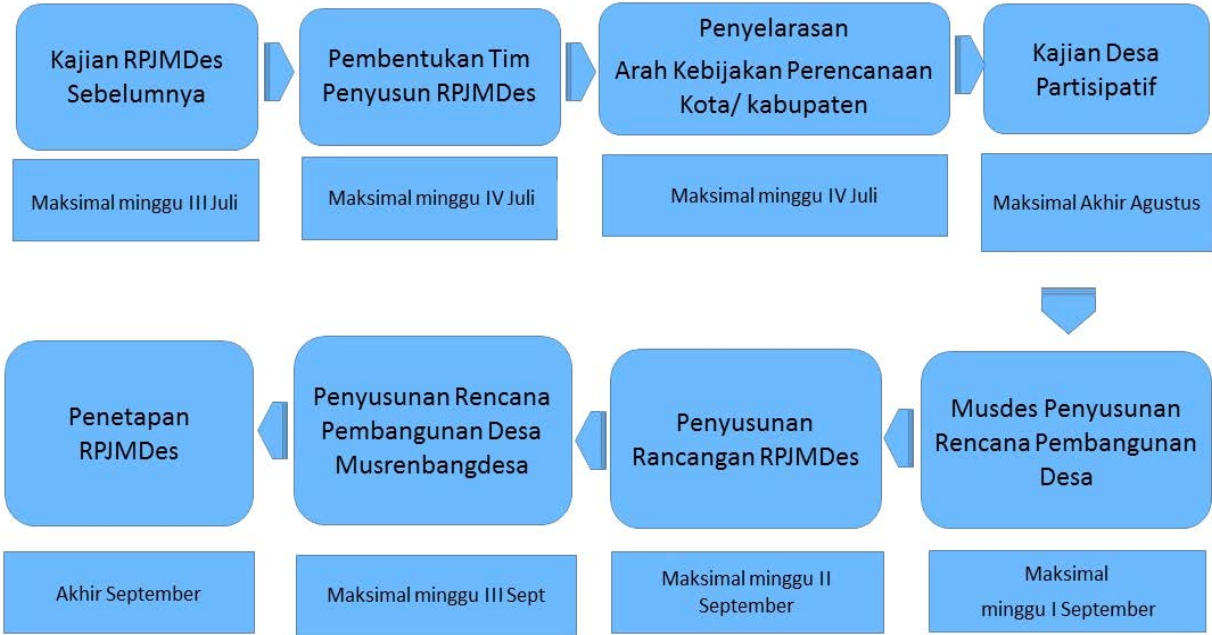 Kajian RPJMDes
Sebelumnya
Maksimal minggu III Juli
Pembentukan Tim
Penyusun RPJMDes
Maksimal minggu IV Juli
Penyelarasan
Arah Kebijakan Perencanaan
Kota/ kabupaten
Maksimal minggu IV Juli
Kajian Desa
Partisipatif
Maksimal Akhir Agustus
Musdes Penyusunan
Rencana Pembangunan
Desa
Maksimal
minggu I September
Penyusunan
Rancangan RPJMDes
Maksimal minggu II
September
Penyusunan Rencana
Pembangunan Desa
Musrenbangdesa
Maksimal minggu III Sept
Penetapan
RPJMDes
Akhir September